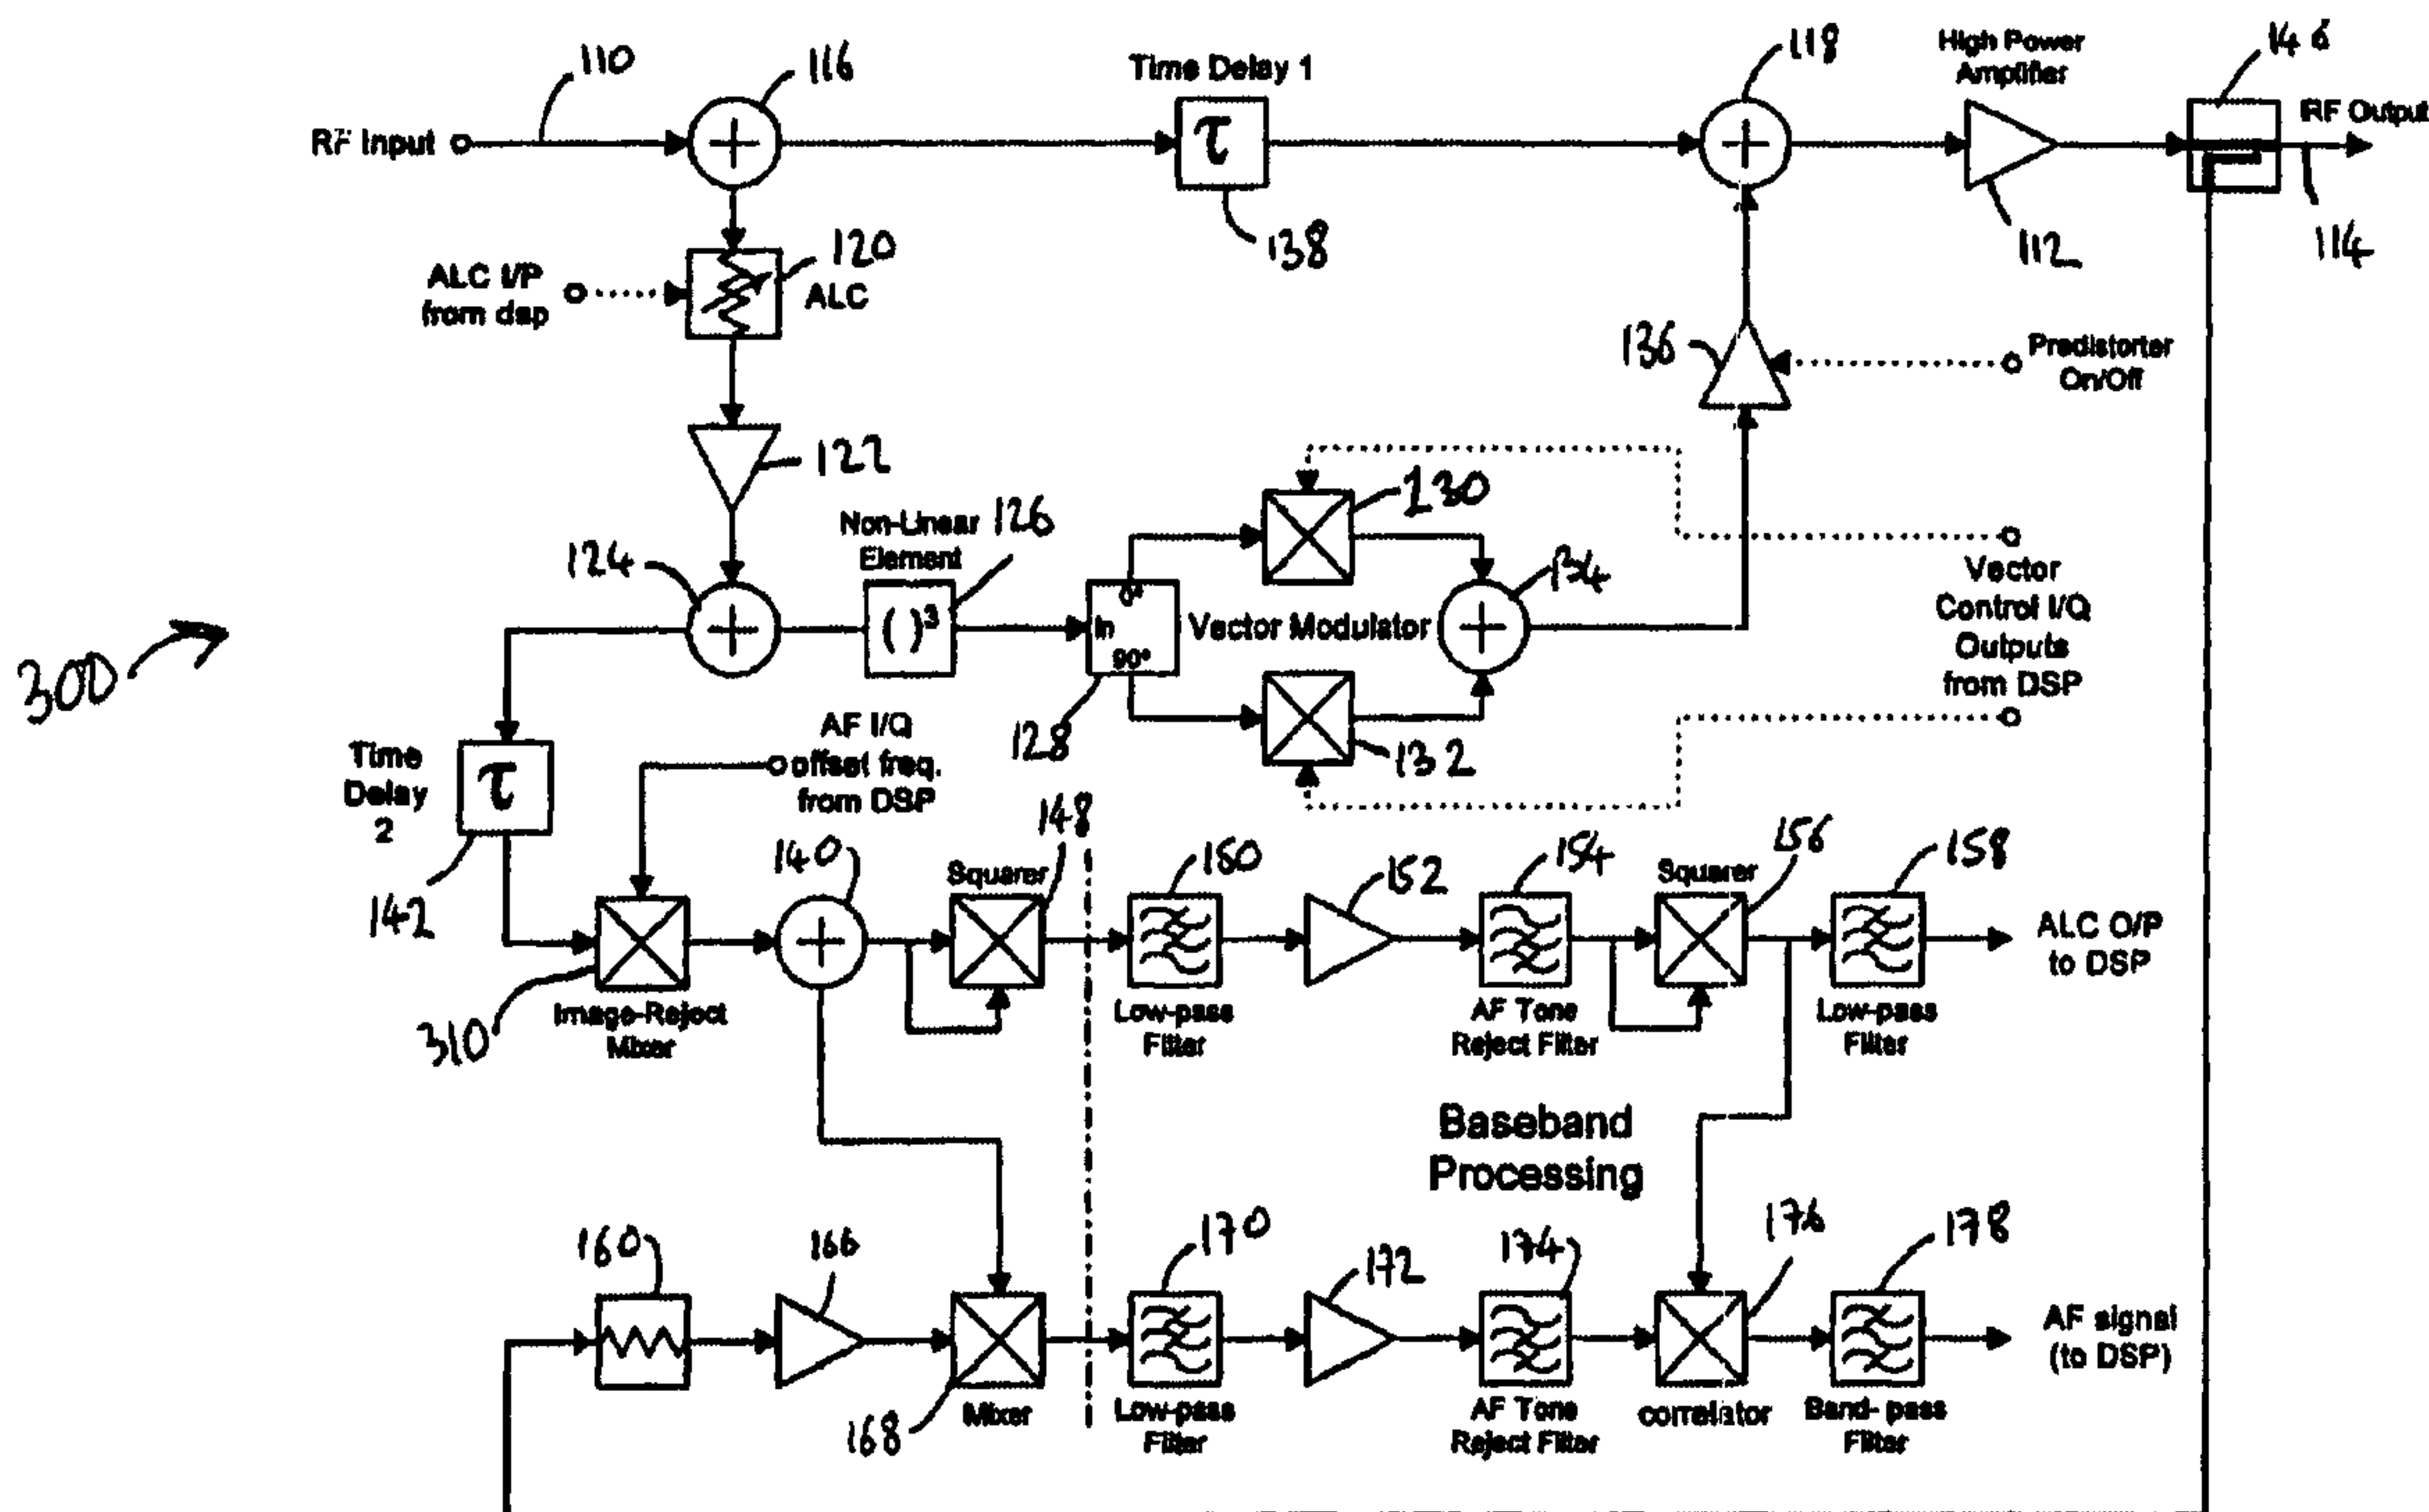 110
116
Time Delay 1
118
High Power
Amplifier
146
RF Input
τ
RF Output
138
112
114
ALC I/P
from dsp
120
ALC
136
Predistorter
On/Off
122
Non-Linear
Element
126
130
124
( )³
0°
In
90°
Vector Modulator
134
Vector
Control I/Q
Outputs
from DSP
300
128
132
Time
Delay
2
τ
AF I/Q
offset freq.
from DSP
142
140
148
Squarer
150
152
154
Squarer
156
158
ALC O/P
to DSP
310
Image-Reject
Mixer
Low-pass
Filter
AF Tone
Reject Filter
Low-pass
Filter
Baseband
Processing
160
166
170
172
174
176
178
AF signal
(to DSP)
168
Mixer
Low-pass
Filter
AF Tone
Reject Filter
correlator
Band-pass
Filter